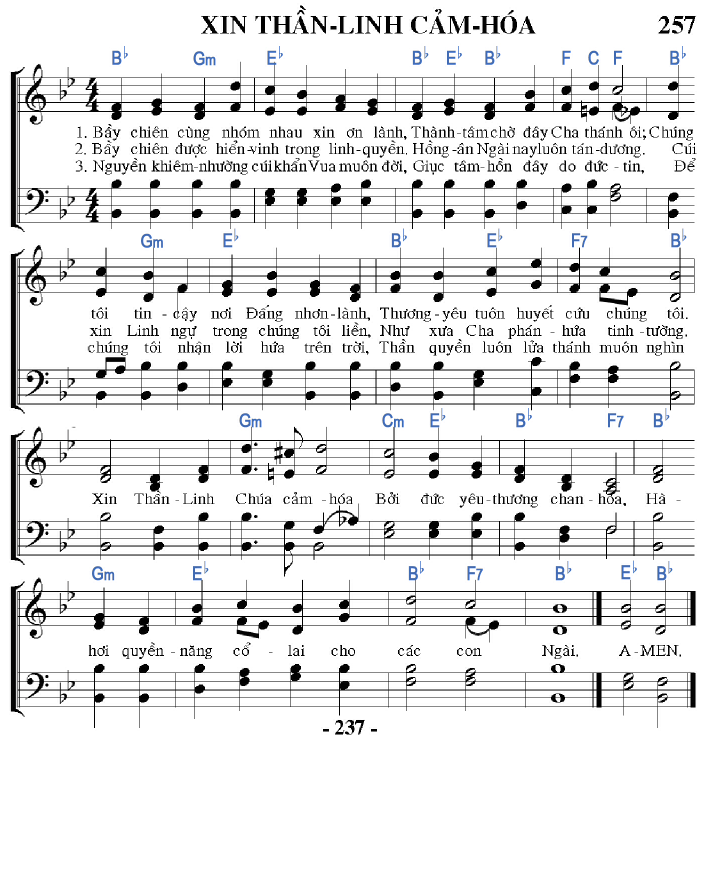 XIN THẦN-LINH CẢM-HÓA 257
B♭ Gm E♭ B♭ E♭ B♭ F C F B♭
1. Bầy chiên cùng nhóm nhau xin ơn lành, Thành-tâm chờ đây Cha thánh ôi; Chúng
2. Bầy chiên được hiển-vinh trong linh-quyền. Hồng-ân Ngài nay luôn tán-dương. Cúi
3. Nguyền khiêm-nhường cúi khẩn Vua muôn đời, Giục tâm-hồn đây do đức-tin, Để
Gm E♭ B♭ E♭ F7 B♭
tôi tin-cậy nơi Đấng nhơn-lành, Thương-yêu tuôn huyết cứu chúng tôi.
xin Linh ngự trong chúng tôi liền, Như xưa Cha phán-hứa tinh-tường.
chúng tôi nhận lời hứa trên trời, Thần quyền luôn lửa thánh muôn nghìn
Gm Cm E♭ B♭ F7 B♭
Xin Thần-Linh Chúa cảm-hóa Bởi đức yêu-thương chan-hòa, Hà-
Gm E♭ B♭ F7 B♭ E♭ B♭
hơi quyền-năng cổ-lai cho các con Ngài, A-MEN,
- 237 -